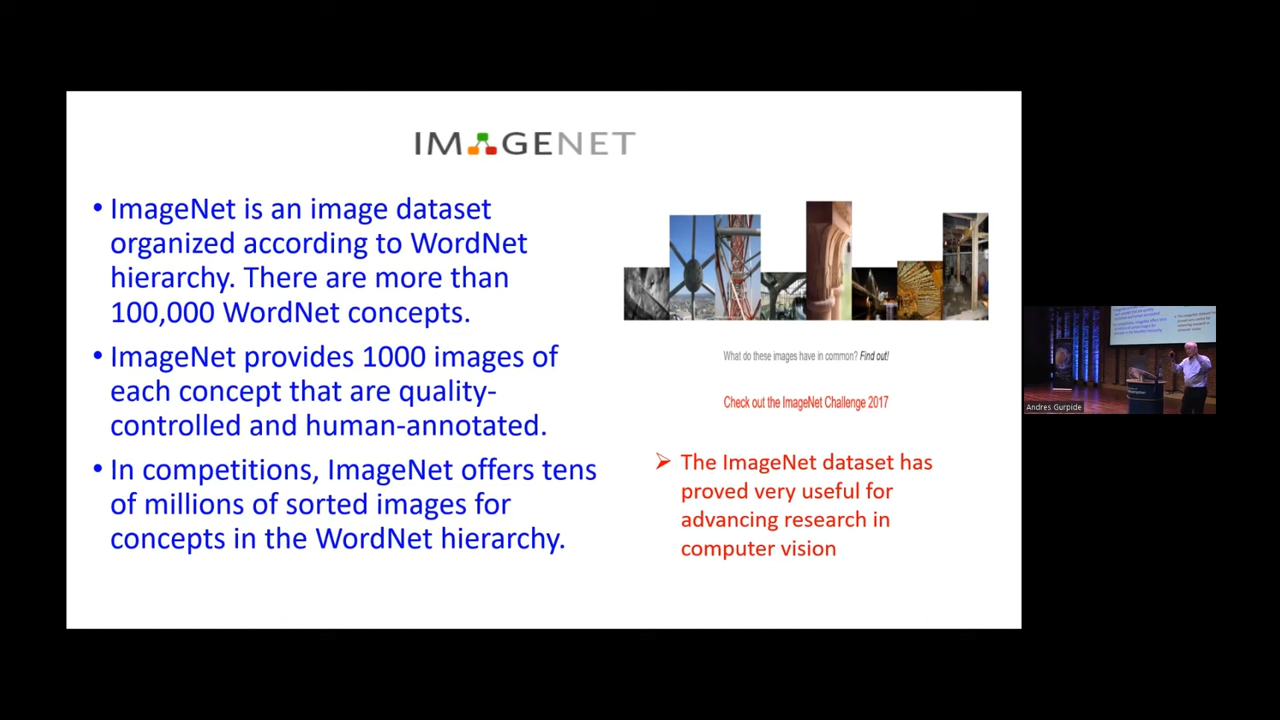 IMAGENET
• ImageNet is an image dataset
organized according to WordNet
hierarchy. There are more than
100,000 WordNet concepts.
• ImageNet provides 1000 images of
each concept that are quality-
controlled and human-annotated.
• In competitions, ImageNet offers tens
of millions of sorted images for
concepts in the WordNet hierarchy.
What do these images have in common? Find out!
Check out the ImageNet Challenge 2017
➢ The ImageNet dataset has
proved very useful for
advancing research in
computer vision
Andres Gurpide